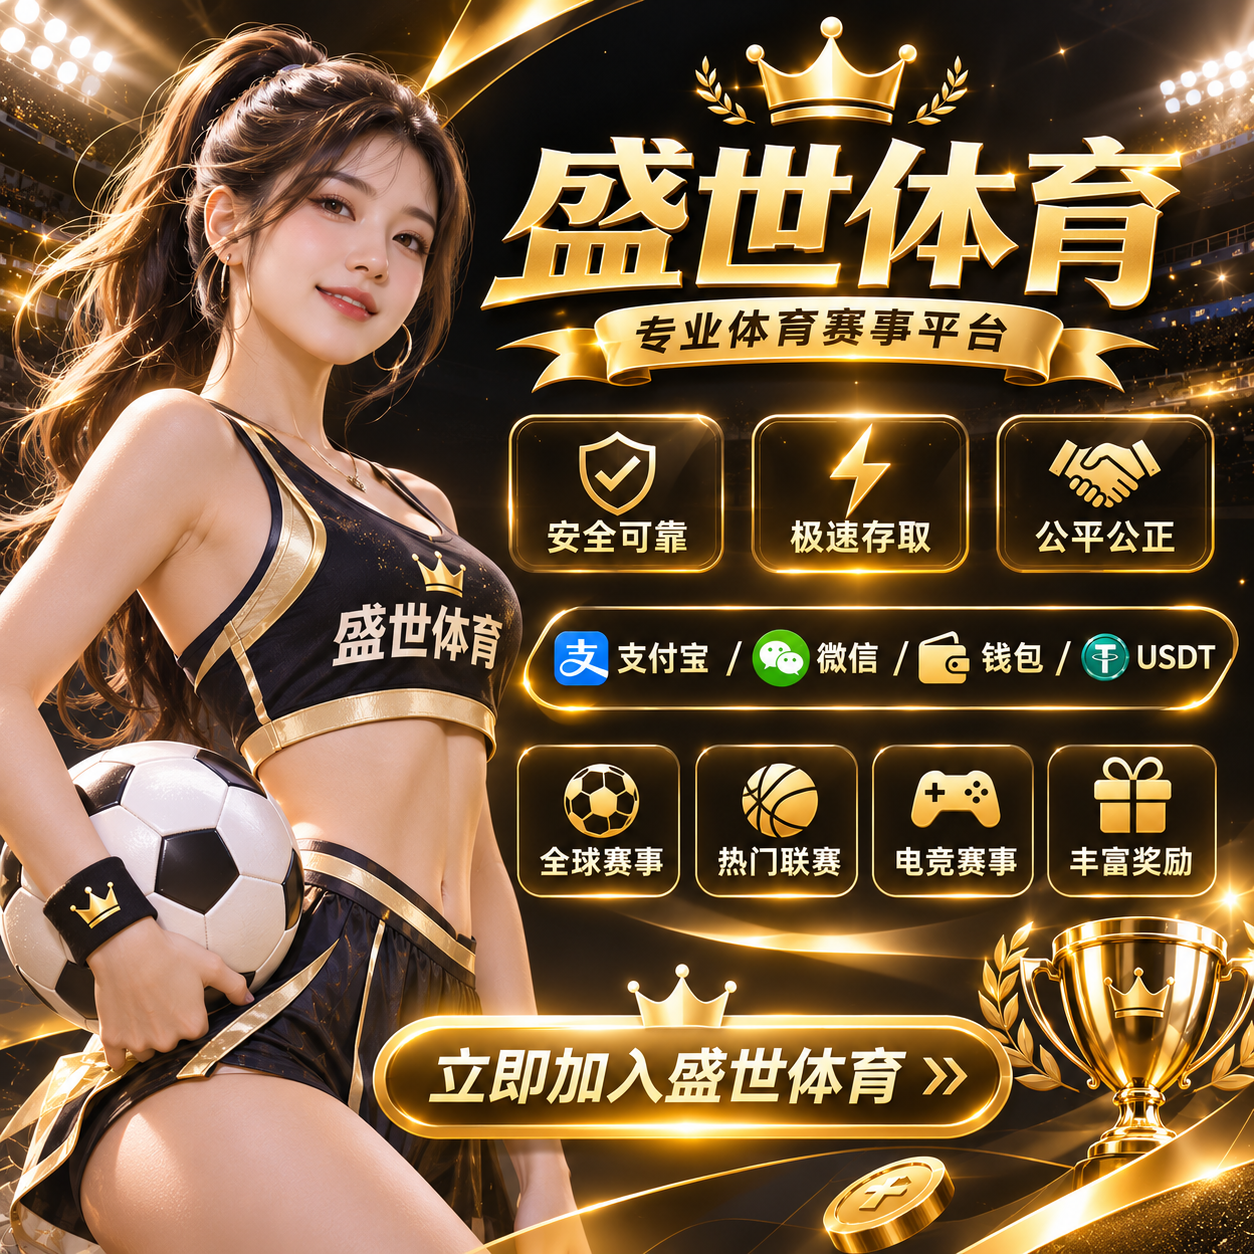 盛世体育
专业体育赛事平台
安全可靠
极速存取
公平公正
盛世体育
支付宝 / 微信 / 钱包 / USDT
全球赛事
热门联赛
电竞赛事
丰富奖励
立即加入盛世体育 »